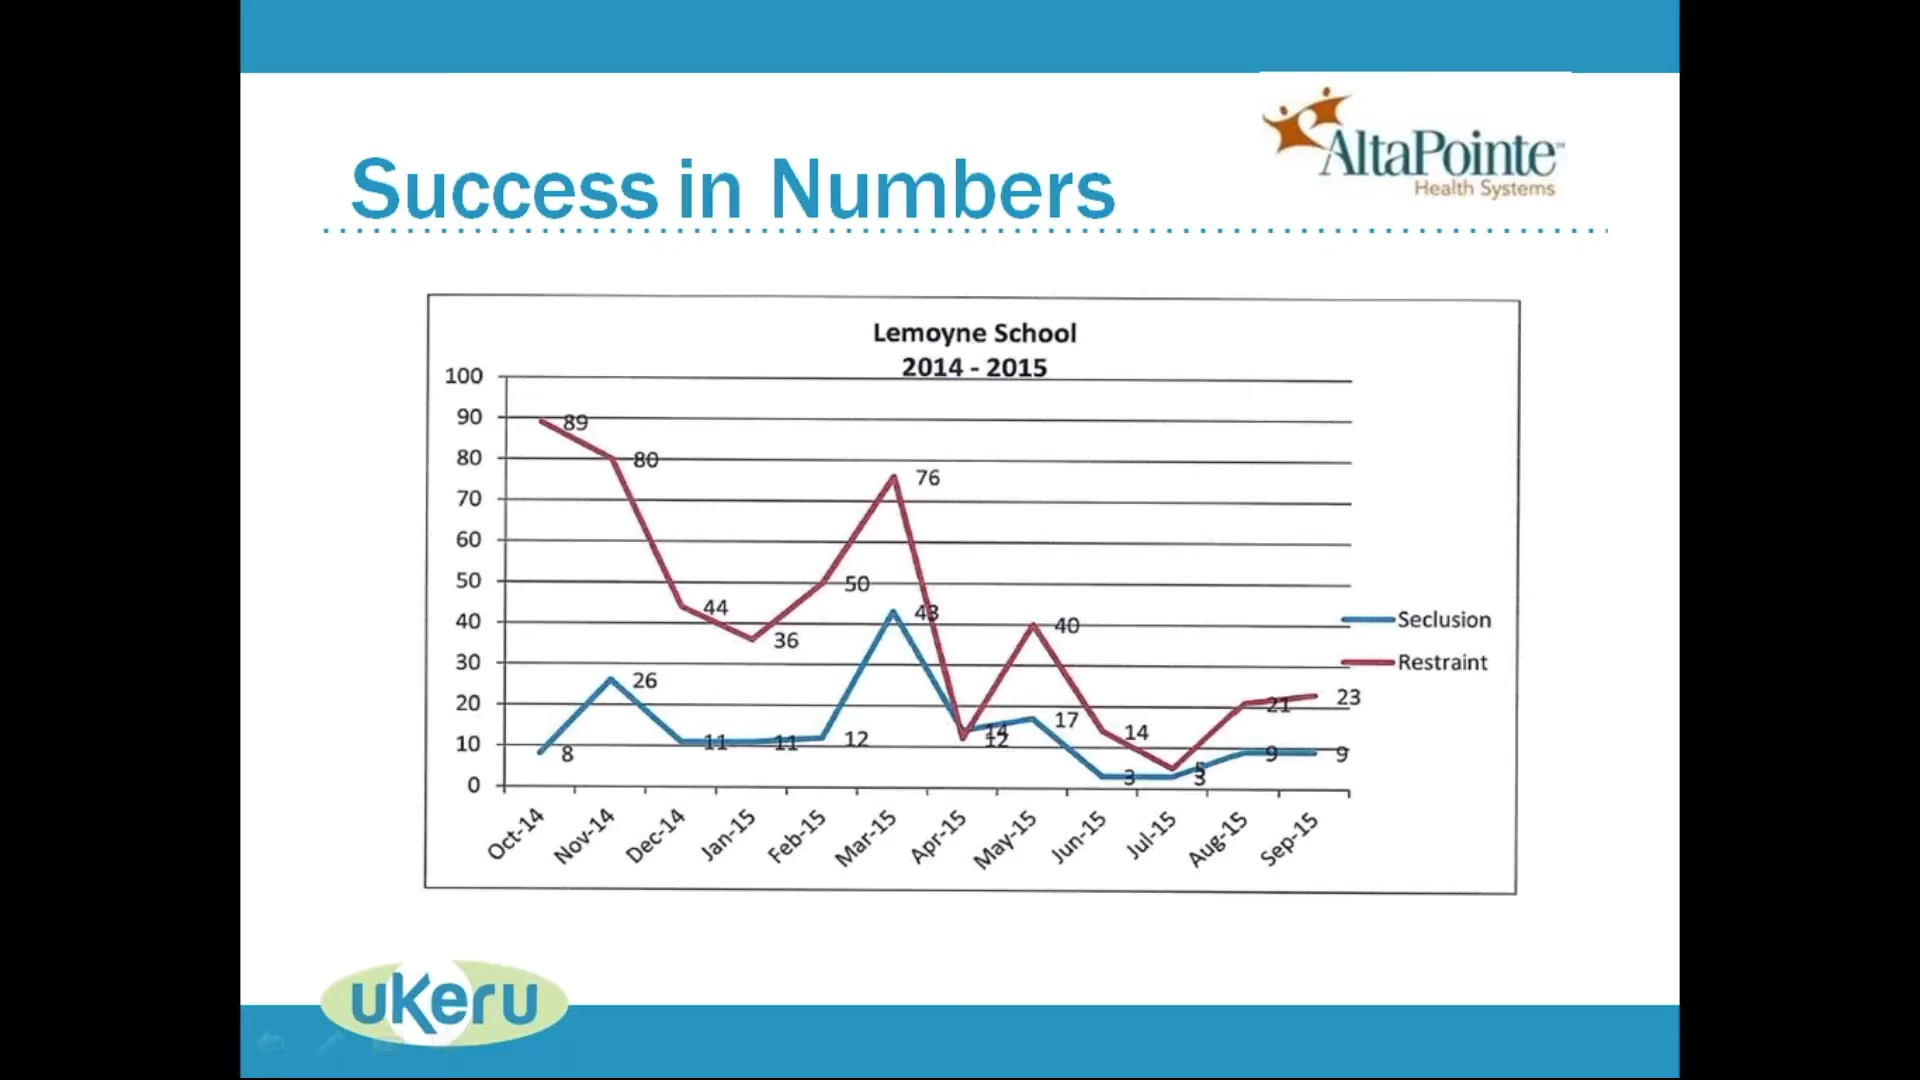 AltaPointe™
Health Systems
Success in Numbers
Lemoyne School
2014 - 2015
100
90
80
70
60
50
40
30
20
10
0
89
80
44
36
50
76
12
40
14
5
21
23
8
26
11
11
12
43
14
17
3
3
9
9
Seclusion
Restraint
Oct-14
Nov-14
Dec-14
Jan-15
Feb-15
Mar-15
Apr-15
May-15
Jun-15
Jul-15
Aug-15
Sep-15
uKeru